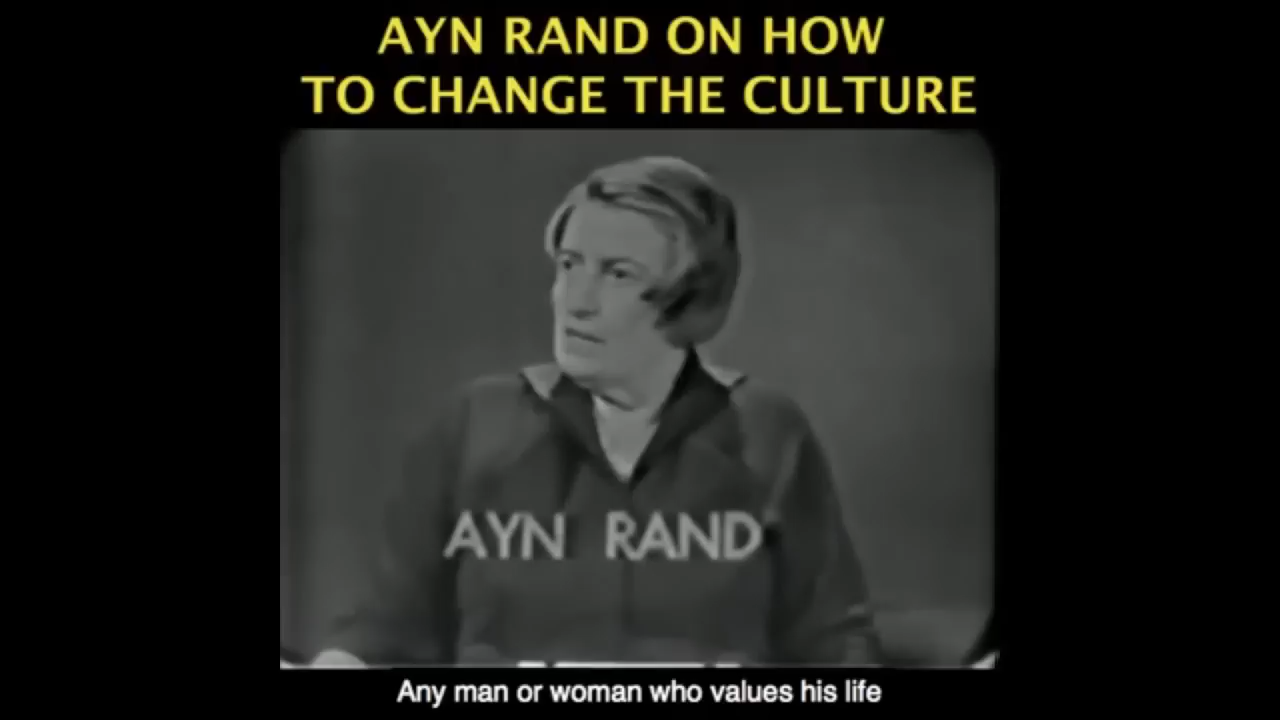 AYN RAND ON HOW
TO CHANGE THE CULTURE
AYN RAND
Any man or woman who values his life